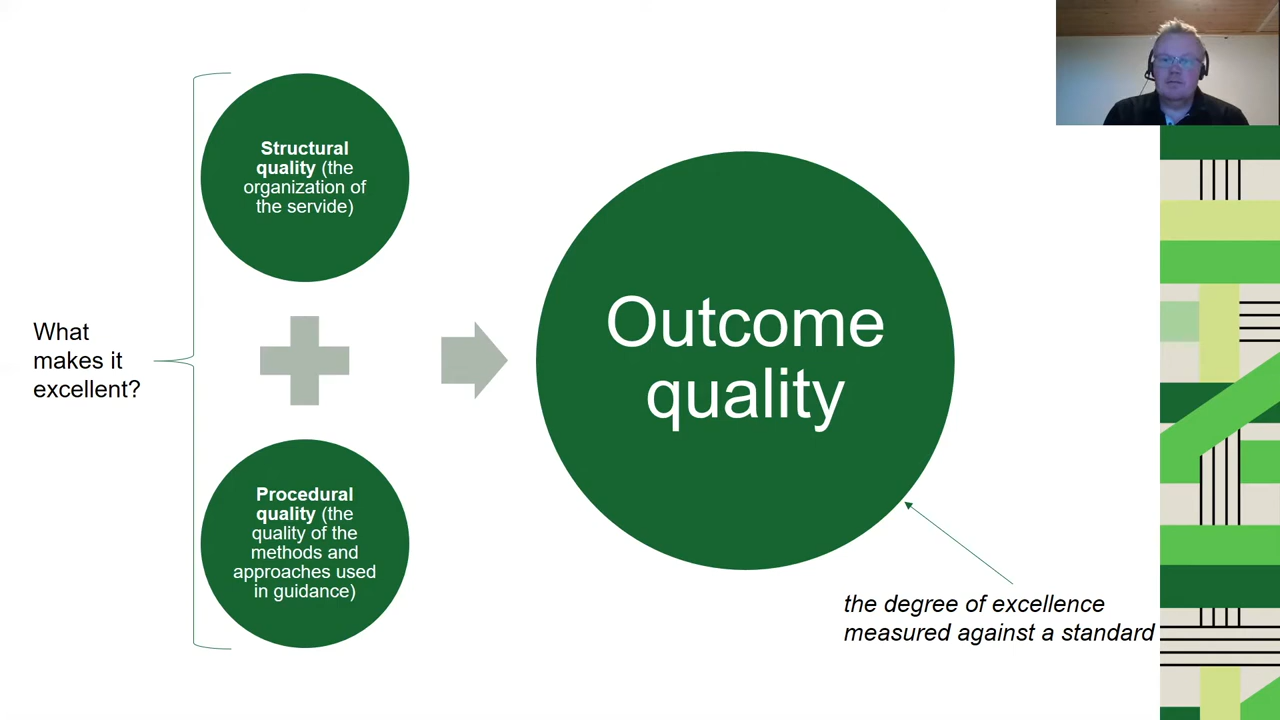 What
makes it
excellent?
Structural
quality (the
organization of
the servide)
Procedural
quality (the
quality of the
methods and
approaches used
in guidance)
Outcome
quality
the degree of excellence
measured against a standard